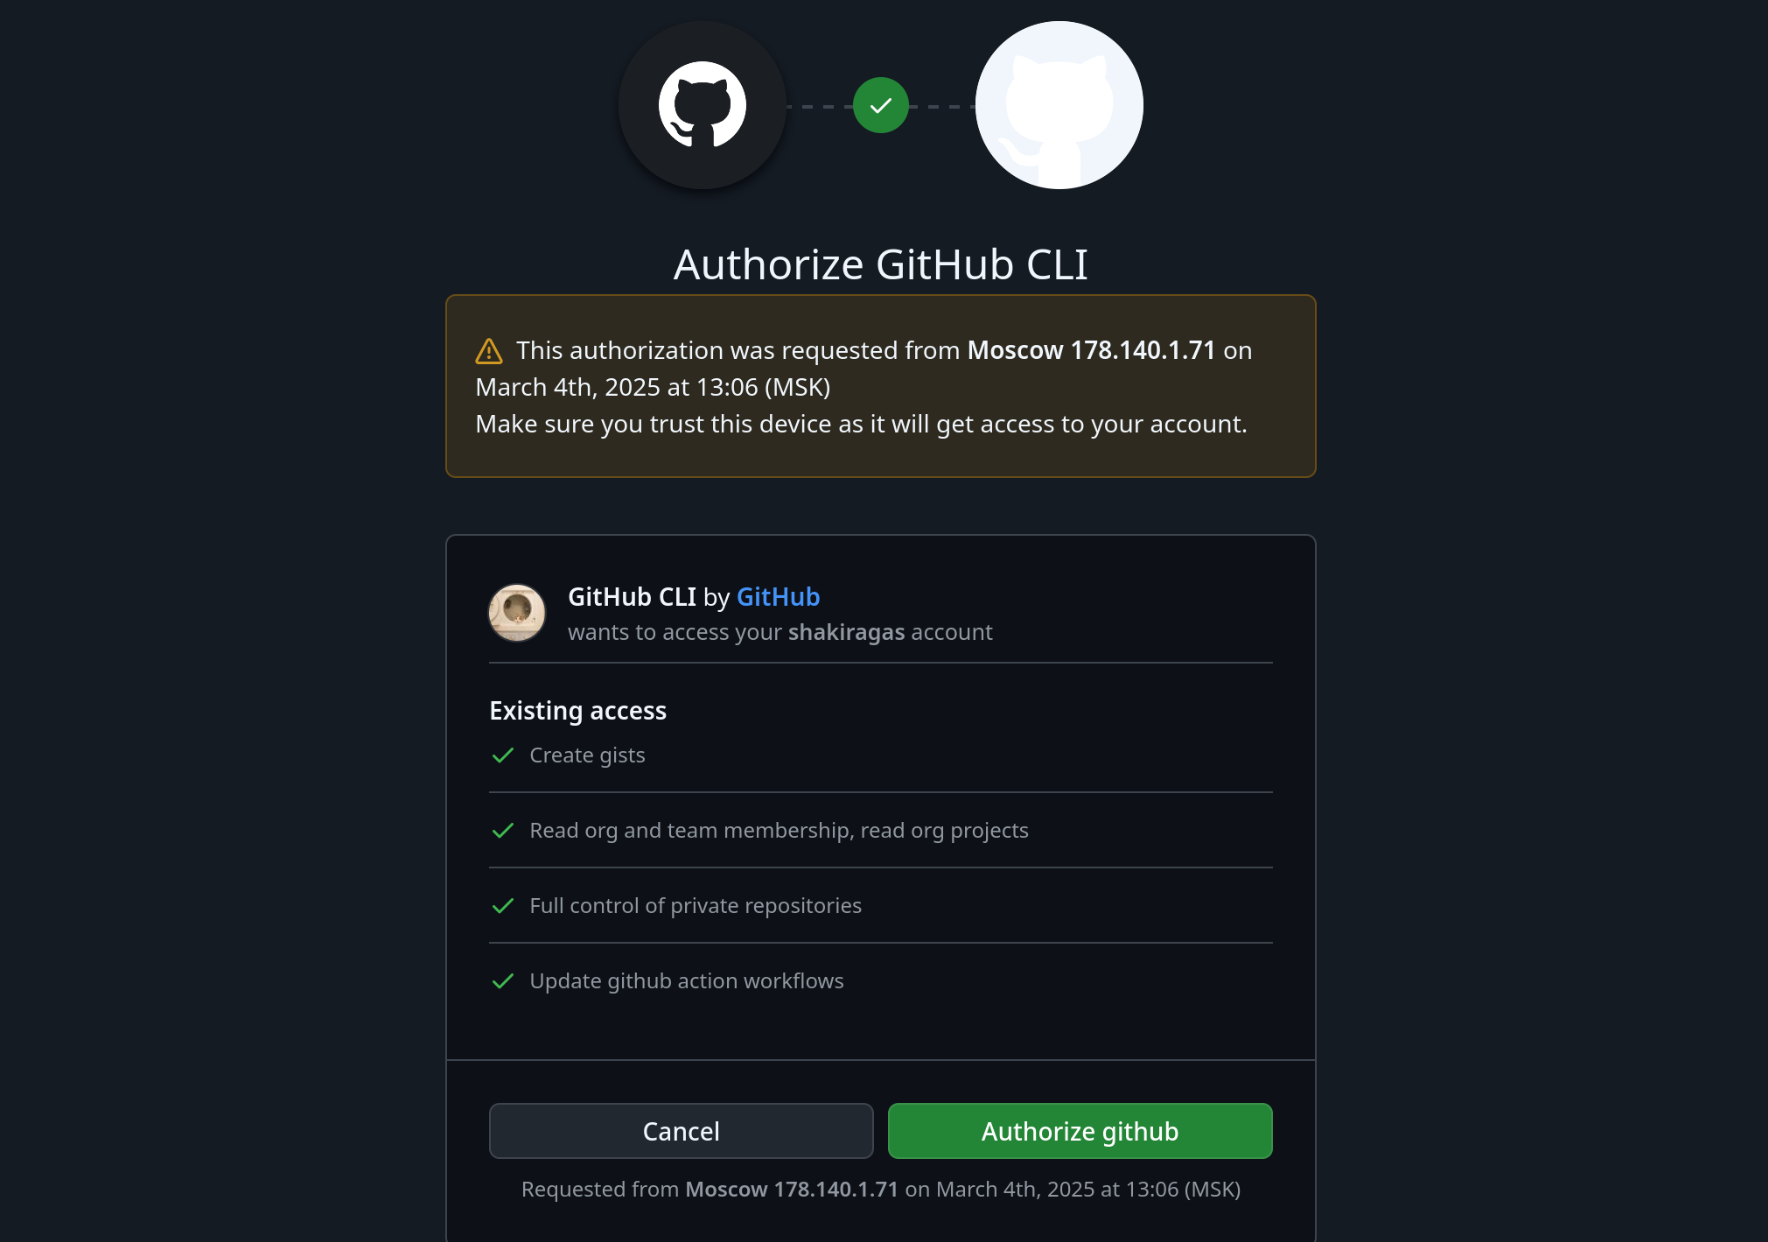 Authorize GitHub CLI
This authorization was requested from Moscow 178.140.1.71 on
March 4th, 2025 at 13:06 (MSK)
Make sure you trust this device as it will get access to your account.
GitHub CLI by GitHub
wants to access your shakiragas account
Existing access
Create gists
Read org and team membership, read org projects
Full control of private repositories
Update github action workflows
Cancel
Authorize github
Requested from Moscow 178.140.1.71 on March 4th, 2025 at 13:06 (MSK)